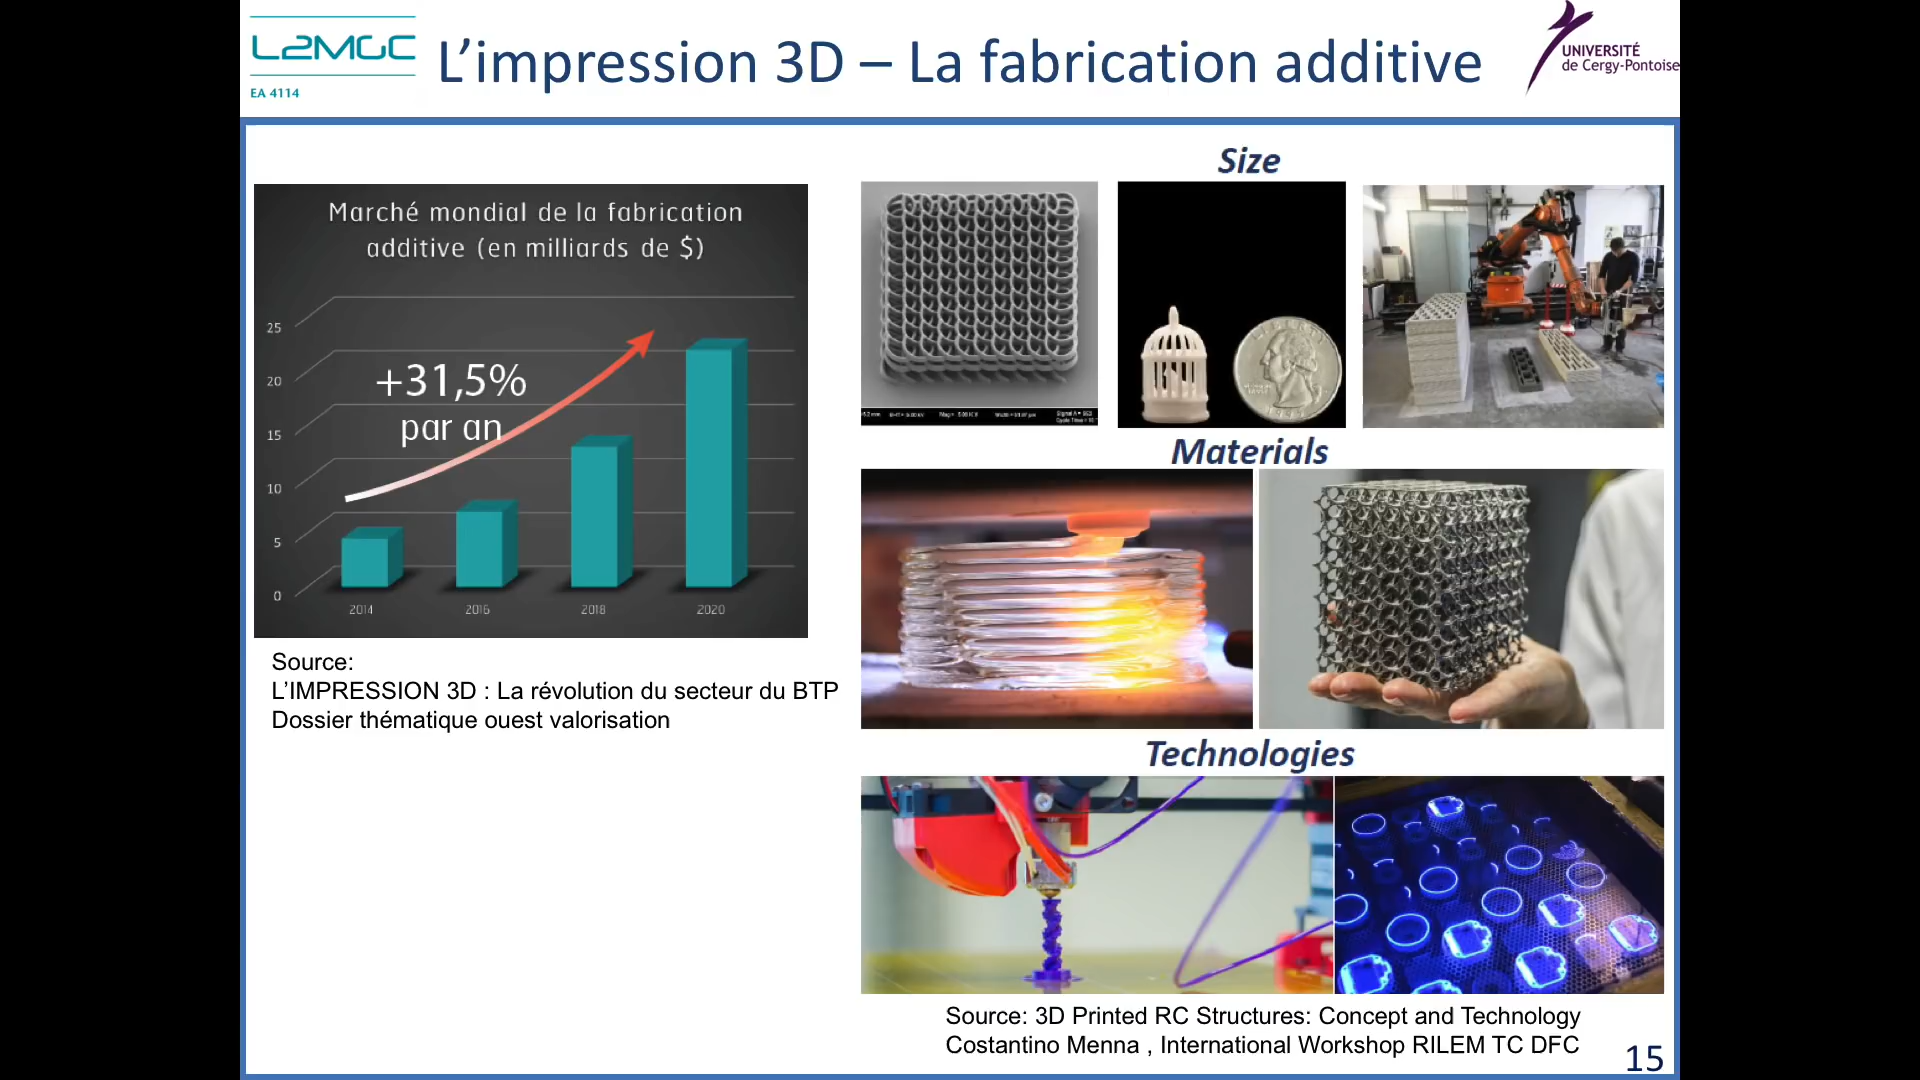 L2MGC
EA 4114
L’impression 3D – La fabrication additive
UNIVERSITÉ
de Cergy-Pontoise
Marché mondial de la fabrication
additive (en milliards de $)
25
20
15
10
5
0
+31,5%
par an
2014
2016
2018
2020
Source:
L’IMPRESSION 3D : La révolution du secteur du BTP
Dossier thématique ouest valorisation
Size
LIBERTY
Materials
Technologies
Source: 3D Printed RC Structures: Concept and Technology
Costantino Menna , International Workshop RILEM TC DFC
15